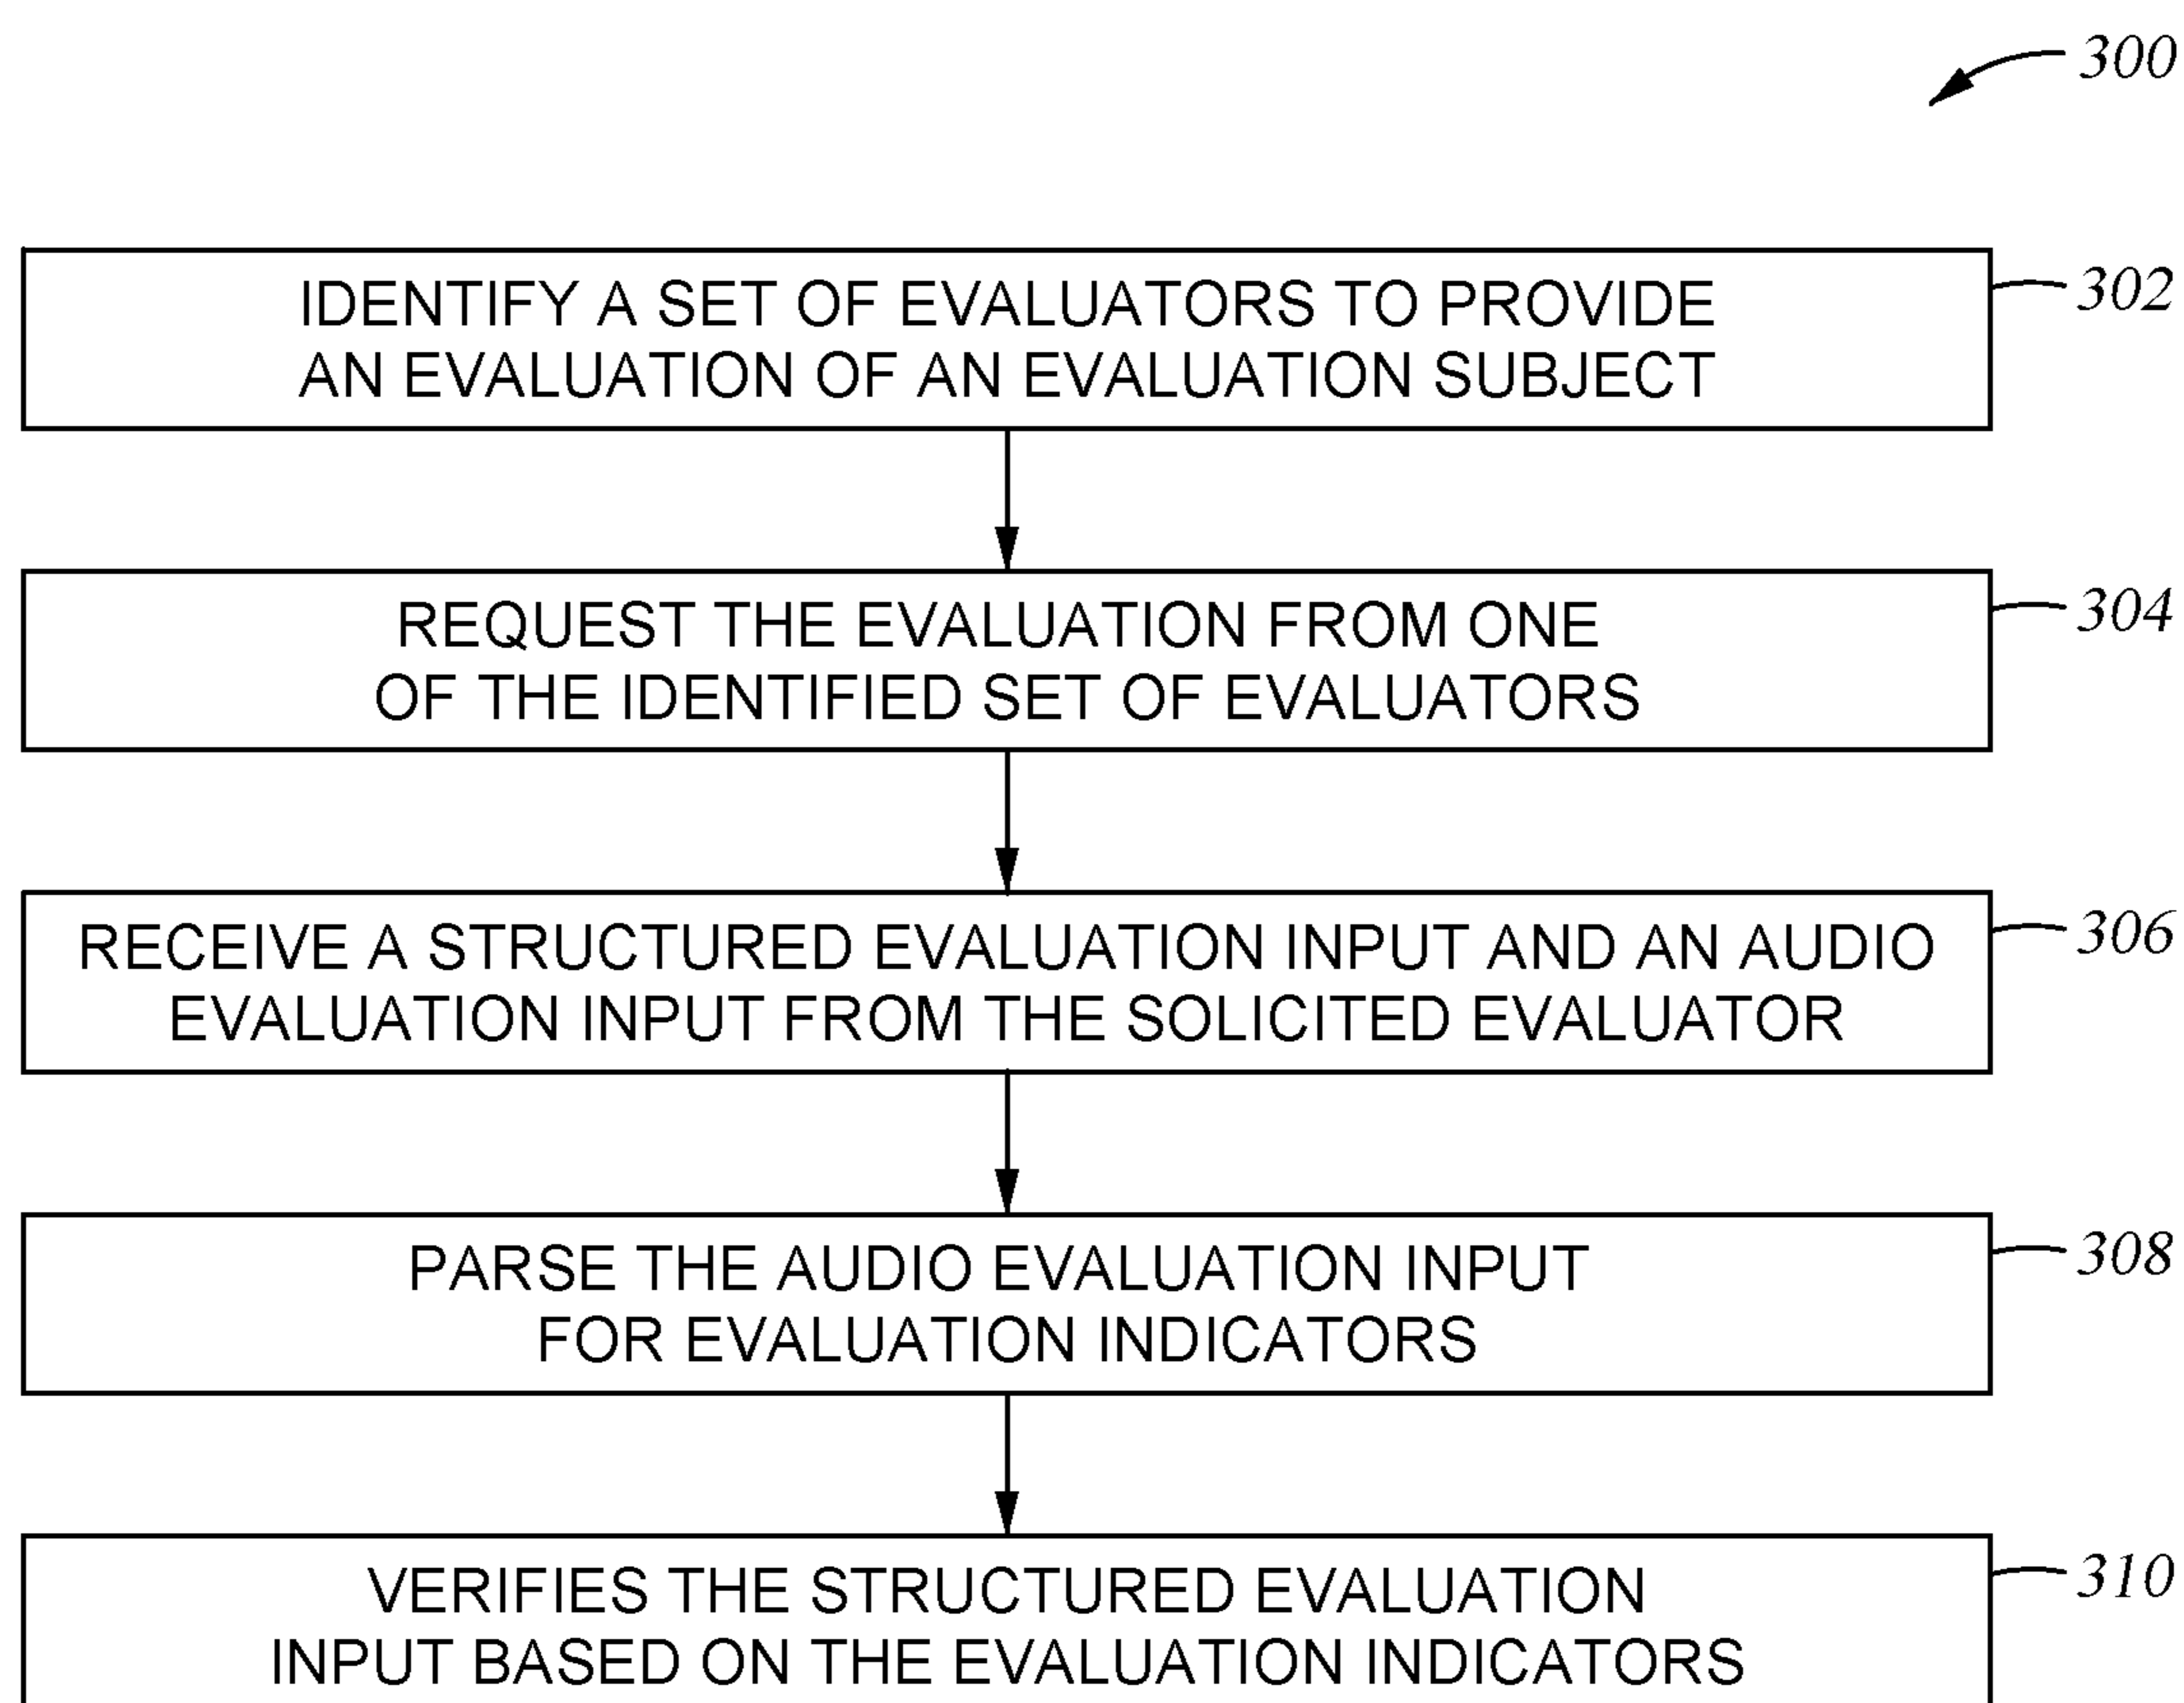 300
IDENTIFY A SET OF EVALUATORS TO PROVIDE
AN EVALUATION OF AN EVALUATION SUBJECT
302
REQUEST THE EVALUATION FROM ONE
OF THE IDENTIFIED SET OF EVALUATORS
304
RECEIVE A STRUCTURED EVALUATION INPUT AND AN AUDIO
EVALUATION INPUT FROM THE SOLICITED EVALUATOR
306
PARSE THE AUDIO EVALUATION INPUT
FOR EVALUATION INDICATORS
308
VERIFIES THE STRUCTURED EVALUATION
INPUT BASED ON THE EVALUATION INDICATORS
310